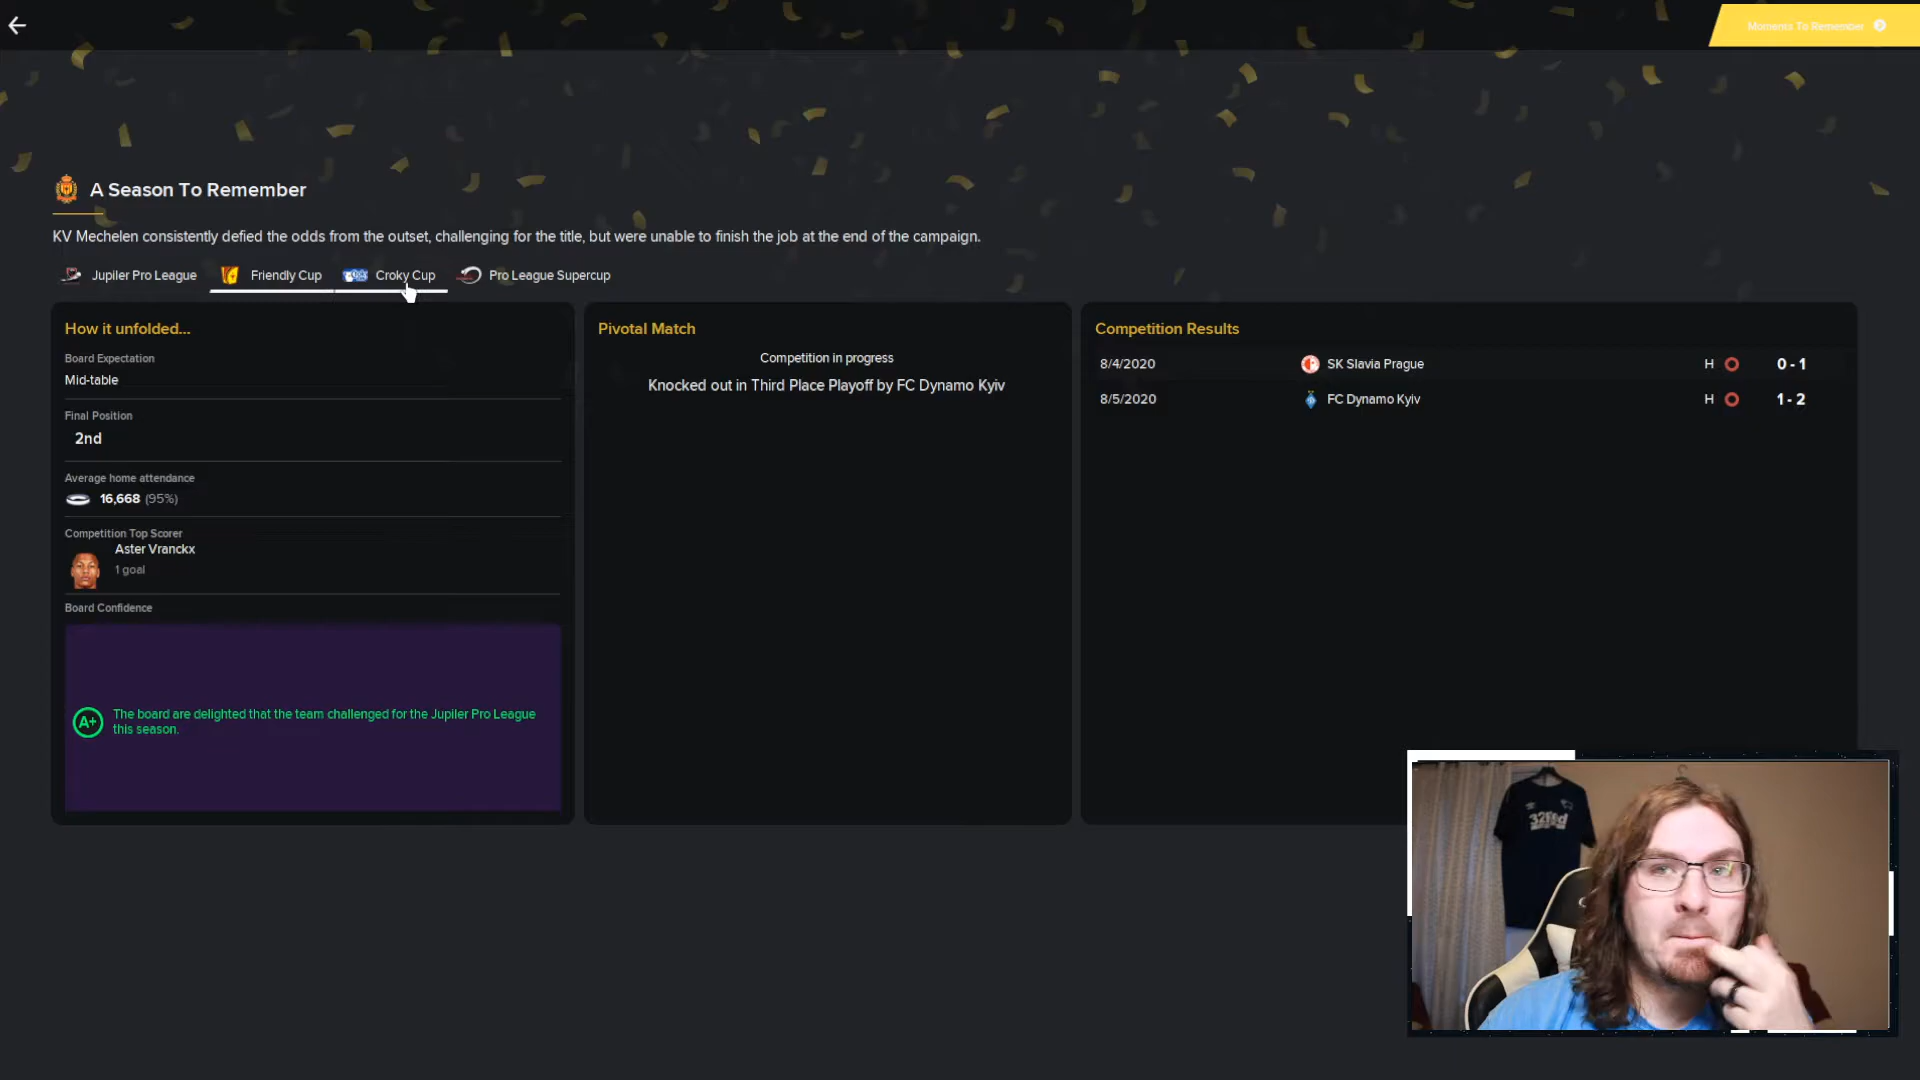 Moments To Remember
A Season To Remember
KV Mechelen consistently defied the odds from the outset, challenging for the title, but were unable to finish the job at the end of the campaign.
Jupiler Pro League
Friendly Cup
Croky Cup
Pro League Supercup
How it unfolded...
Board Expectation
Mid-table
Final Position
2nd
Average home attendance
16,668 (95%)
Competition Top Scorer
Aster Vranckx
1 goal
Board Confidence
A+
The board are delighted that the team challenged for the Jupiler Pro League
this season.
Pivotal Match
Competition in progress
Knocked out in Third Place Playoff by FC Dynamo Kyiv
Competition Results
8/4/2020 SK Slavia Prague H 0 - 1
8/5/2020 FC Dynamo Kyiv H 1 - 2
32Red